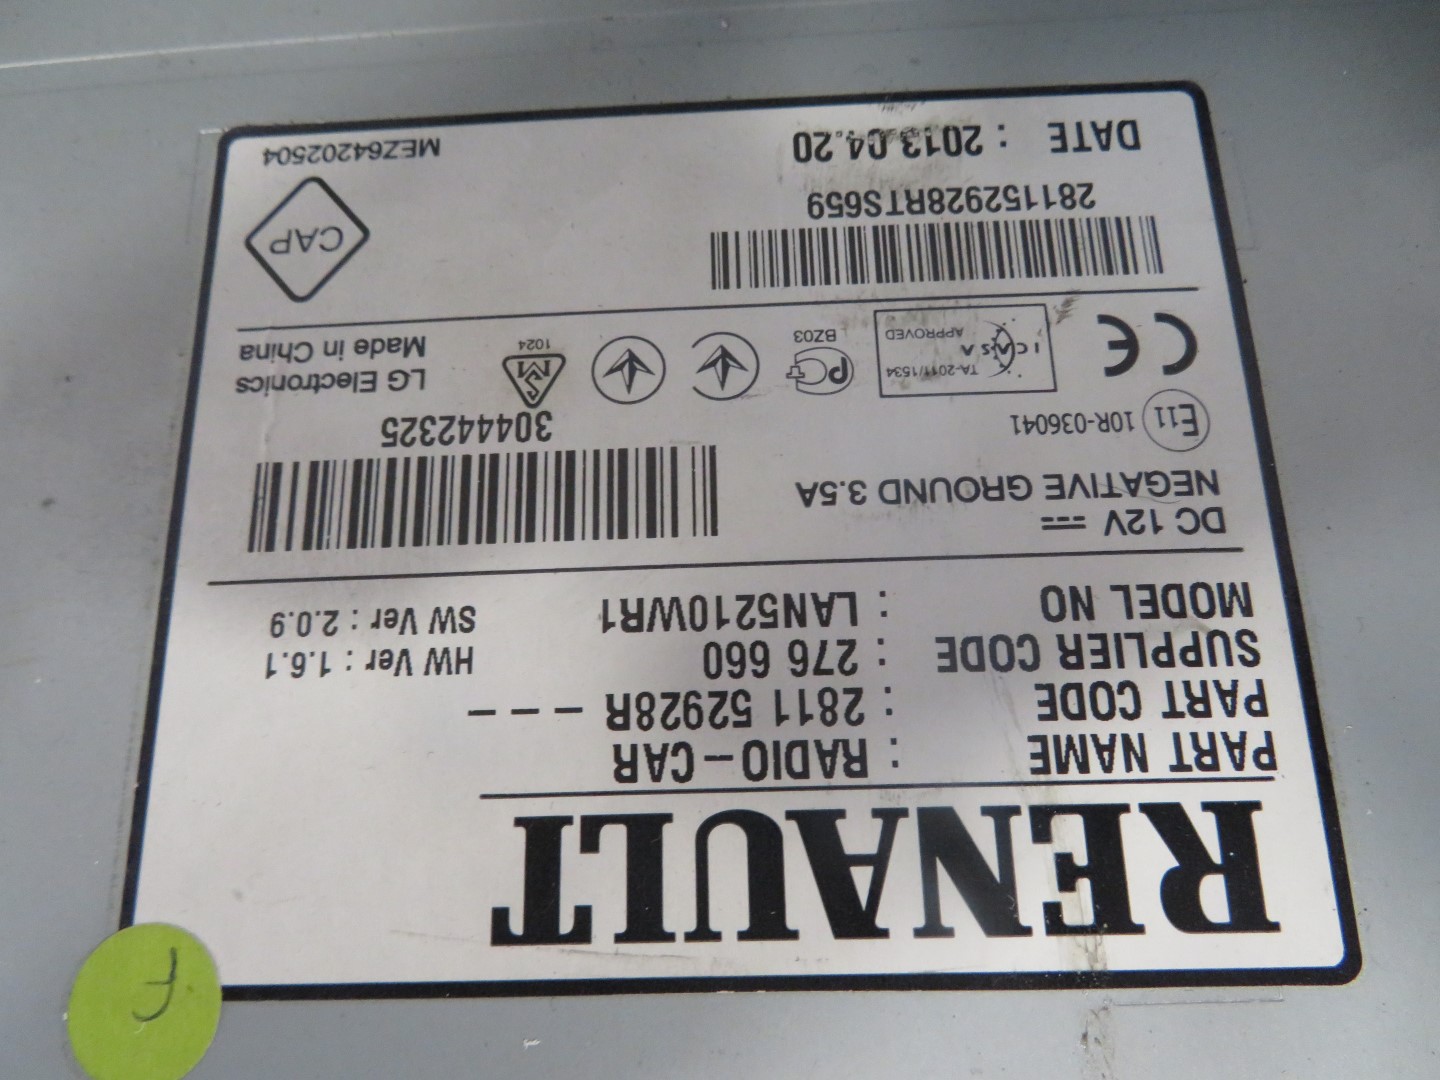 RENAULT
PART NAME : RADIO-CAR
PART CODE : 2811 52928R - - -
SUPPLIER CODE : 276 660 HW Ver : 1.6.1
MODEL NO : LAN5210WR1 SW Ver : 2.0.9
DC 12V
NEGATIVE GROUND 3.5A
E11 10R-036041
304442325
CE
TA-2011/1534
ICASA
APPROVED
PC
BZ03
SM
1024
LG Electronics
Made in China
281152928RTS659
CAP
DATE : 2013.04.20
MEZ64202504
F